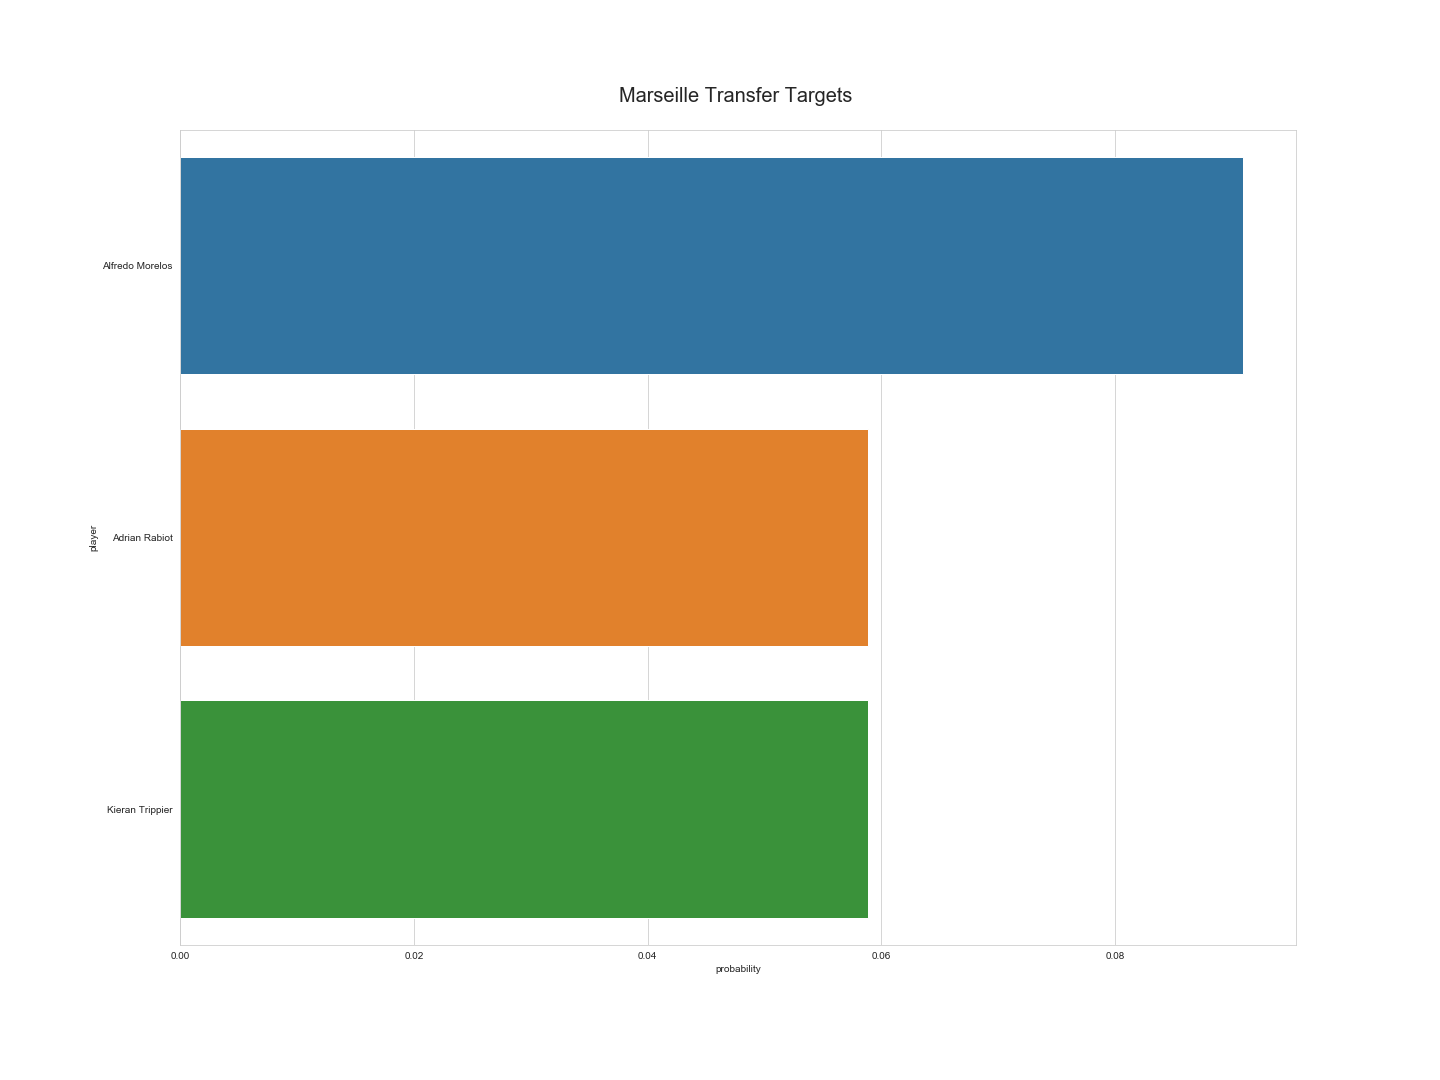 Marseille Transfer Targets
Alfredo Morelos
Adrian Rabiot
Kieran Trippier
player
0.00 0.02 0.04 0.06 0.08
probability